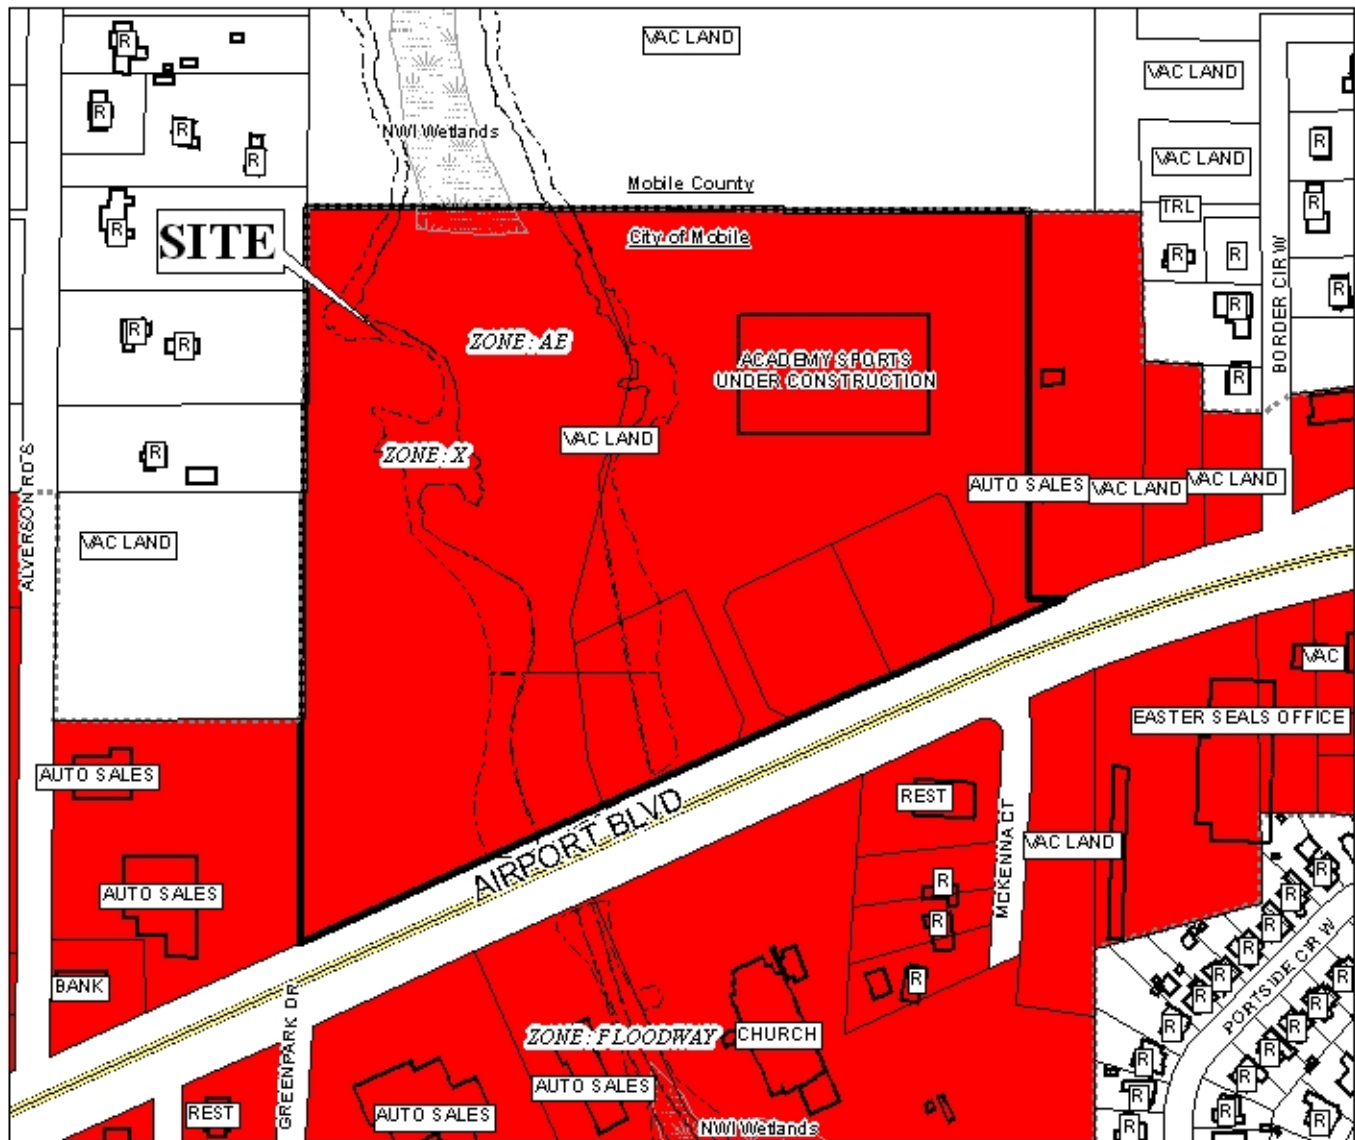 R
VAC LAND
VAC LAND
R
R
NWI Wetlands
R
R
VAC LAND
Mobile County
R
TRL
R
SITE
City of Mobile
R
R
R
BORDER CIR W
R
R
R
ZONE: AE
ACADEMY SPORTS
UNDER CONSTRUCTION
R
VAC LAND
R
ZONE: X
ALVERSON RD S
AUTO SALES
VAC LAND
VAC LAND
VAC LAND
VAC
EASTER SEALS OFFICE
AUTO SALES
REST
AIRPORT BLVD
MCKENNA CT
VAC LAND
AUTO SALES
R
R
R
R
R
R
R
PORTSIDE CIR W
BANK
R
R
R
R
R
GREENPARK DR
ZONE: FLOODWAY
CHURCH
R
R
R
R
R
AUTO SALES
R
R
REST
AUTO SALES
R
R
R
NWI Wetlands